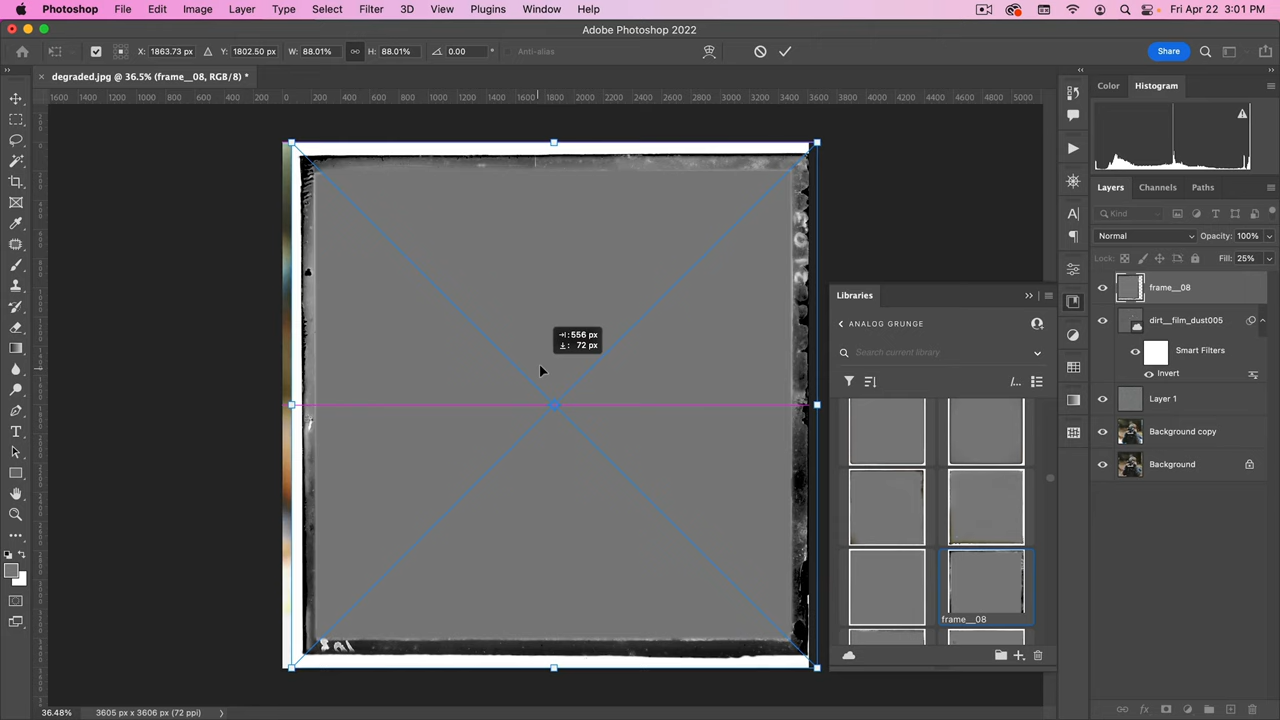 Photoshop File Edit Image Layer Type Select Filter 3D View Plugins Window Help Fri Apr 22 3:01 PM
Adobe Photoshop 2022
X: 1863.73 px Y: 1802.50 px W: 88.01% H: 88.01% 0.00 ° Anti-alias Share
× degraded.jpg @ 36.5% (frame__08, RGB/8) *
1600 1400 1200 1000 800 600 400 200 0 200 400 600 800 1000 1200 1400 1600 1800 2000 2200 2400 2600 2800 3000 3200 3400 3600 3800 4000 4200 4400 4600 4800 5000
Color Histogram
Layers Channels Paths
Kind
Normal Opacity: 100%
Lock: Fill: 25%
frame__08
dirt__film_dust005
Smart Filters
Invert
Layer 1
Background copy
Background
Libraries
ANALOG GRUNGE
Search current library
frame__08
: 556 px
: 72 px
36.48% 3605 px x 3606 px (72 ppi)